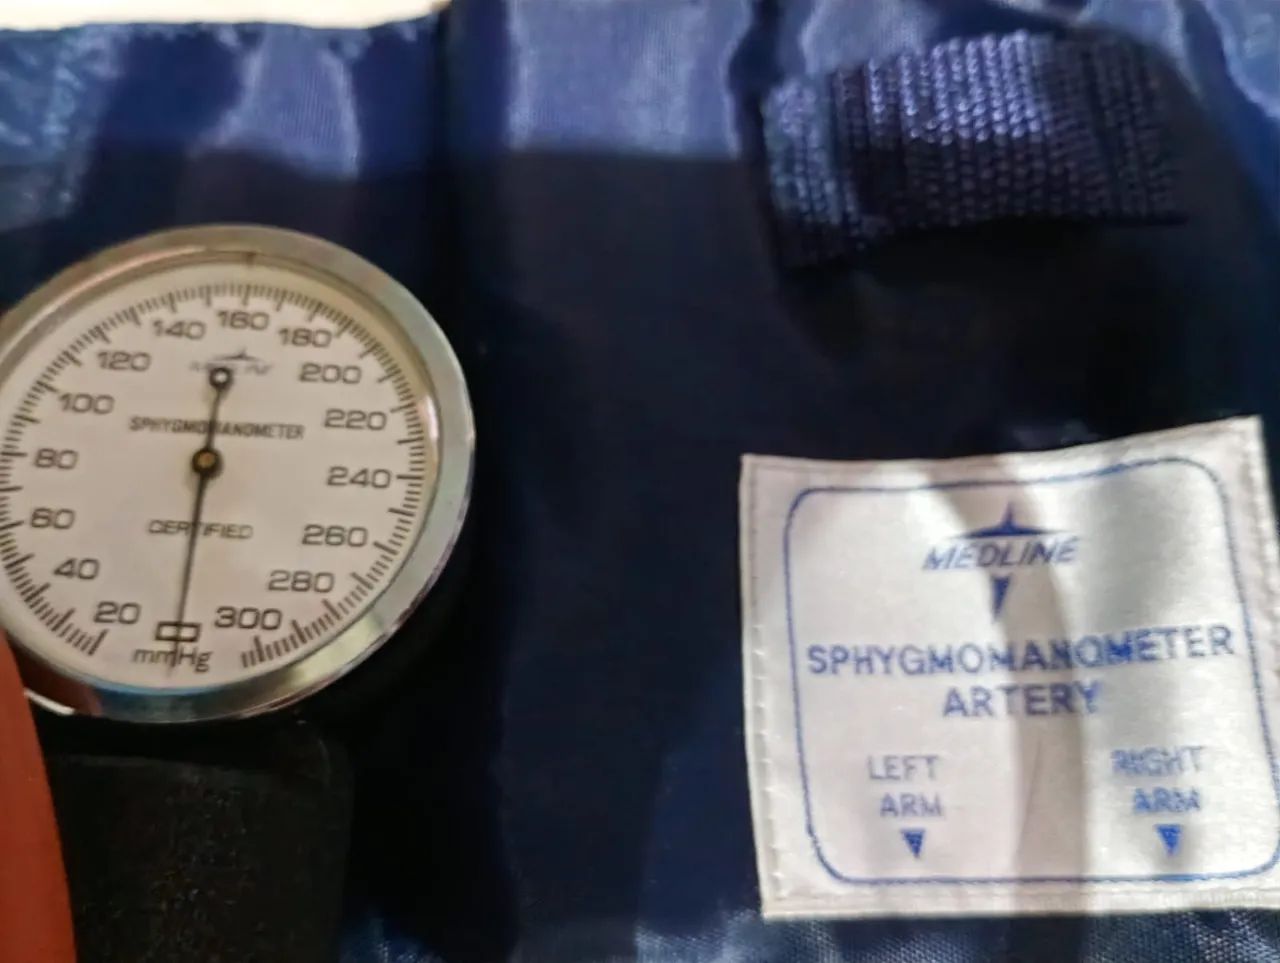 160
140
180
120
MEDLINE
200
100
220
SPHYGMOMANOMETER
80
240
60
CERTIFIED
260
40
280
20
300
mmHg
MEDLINE
SPHYGMOMANOMETER
ARTERY
LEFT RIGHT
ARM ARM